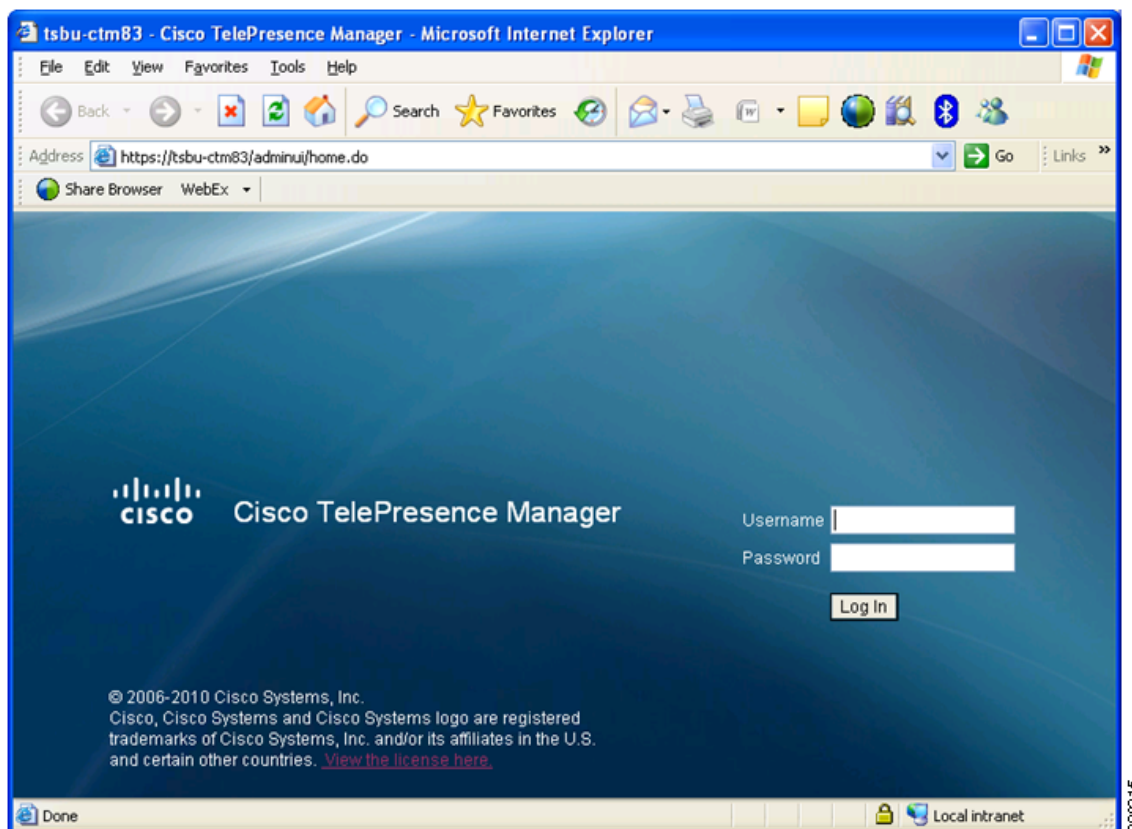 tsbu-ctm83 - Cisco TelePresence Manager - Microsoft Internet Explorer
File Edit View Favorites Tools Help
Back Search Favorites
Address https://tsbu-ctm83/adminui/home.do Go Links »
Share Browser WebEx
CISCO Cisco TelePresence Manager
Username
Password
Log In
© 2006-2010 Cisco Systems, Inc.
Cisco, Cisco Systems and Cisco Systems logo are registered
trademarks of Cisco Systems, Inc. and/or its affiliates in the U.S.
and certain other countries. View the license here.
Done Local intranet